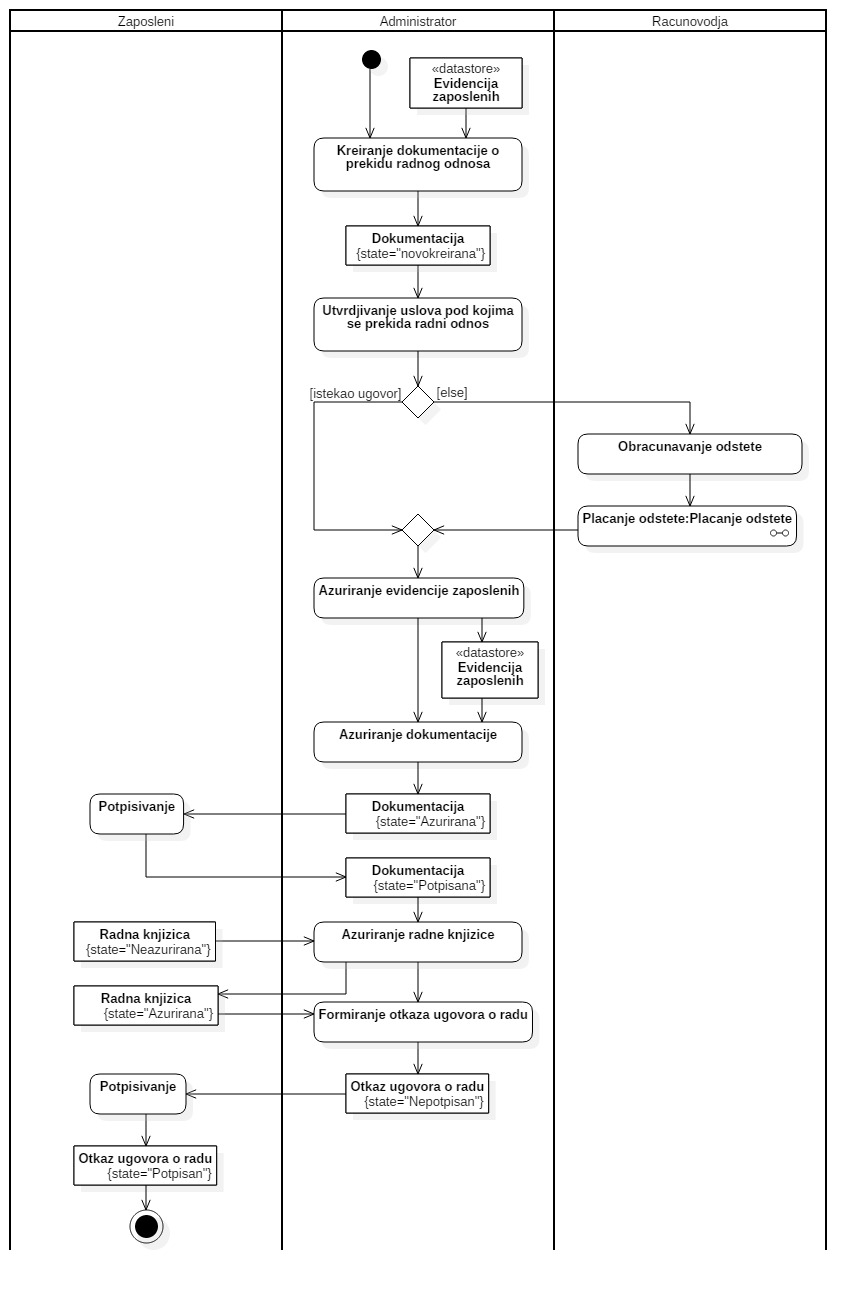 Zaposleni
Administrator
Racunovodja
«datastore»
Evidencija
zaposlenih
Kreiranje dokumentacije o
prekidu radnog odnosa
Dokumentacija
{state="novokreirana"}
Utvrdjivanje uslova pod kojima
se prekida radni odnos
[istekao ugovor]
[else]
Obracunavanje odstete
Placanje odstete:Placanje odstete
Azuriranje evidencije zaposlenih
«datastore»
Evidencija
zaposlenih
Azuriranje dokumentacije
Potpisivanje
Dokumentacija
{state="Azurirana"}
Dokumentacija
{state="Potpisana"}
Radna knjizica
{state="Neazurirana"}
Azuriranje radne knjizice
Radna knjizica
{state="Azurirana"}
Formiranje otkaza ugovora o radu
Potpisivanje
Otkaz ugovora o radu
{state="Nepotpisan"}
Otkaz ugovora o radu
{state="Potpisan"}